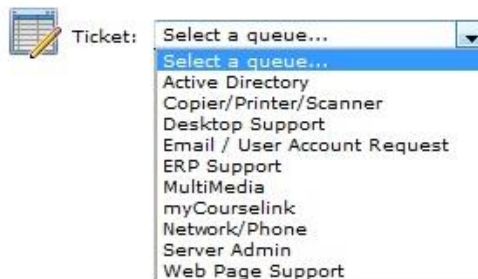 Ticket: Select a queue...
Select a queue...
Active Directory
Copier/Printer/Scanner
Desktop Support
Email / User Account Request
ERP Support
MultiMedia
myCourselink
Network/Phone
Server Admin
Web Page Support